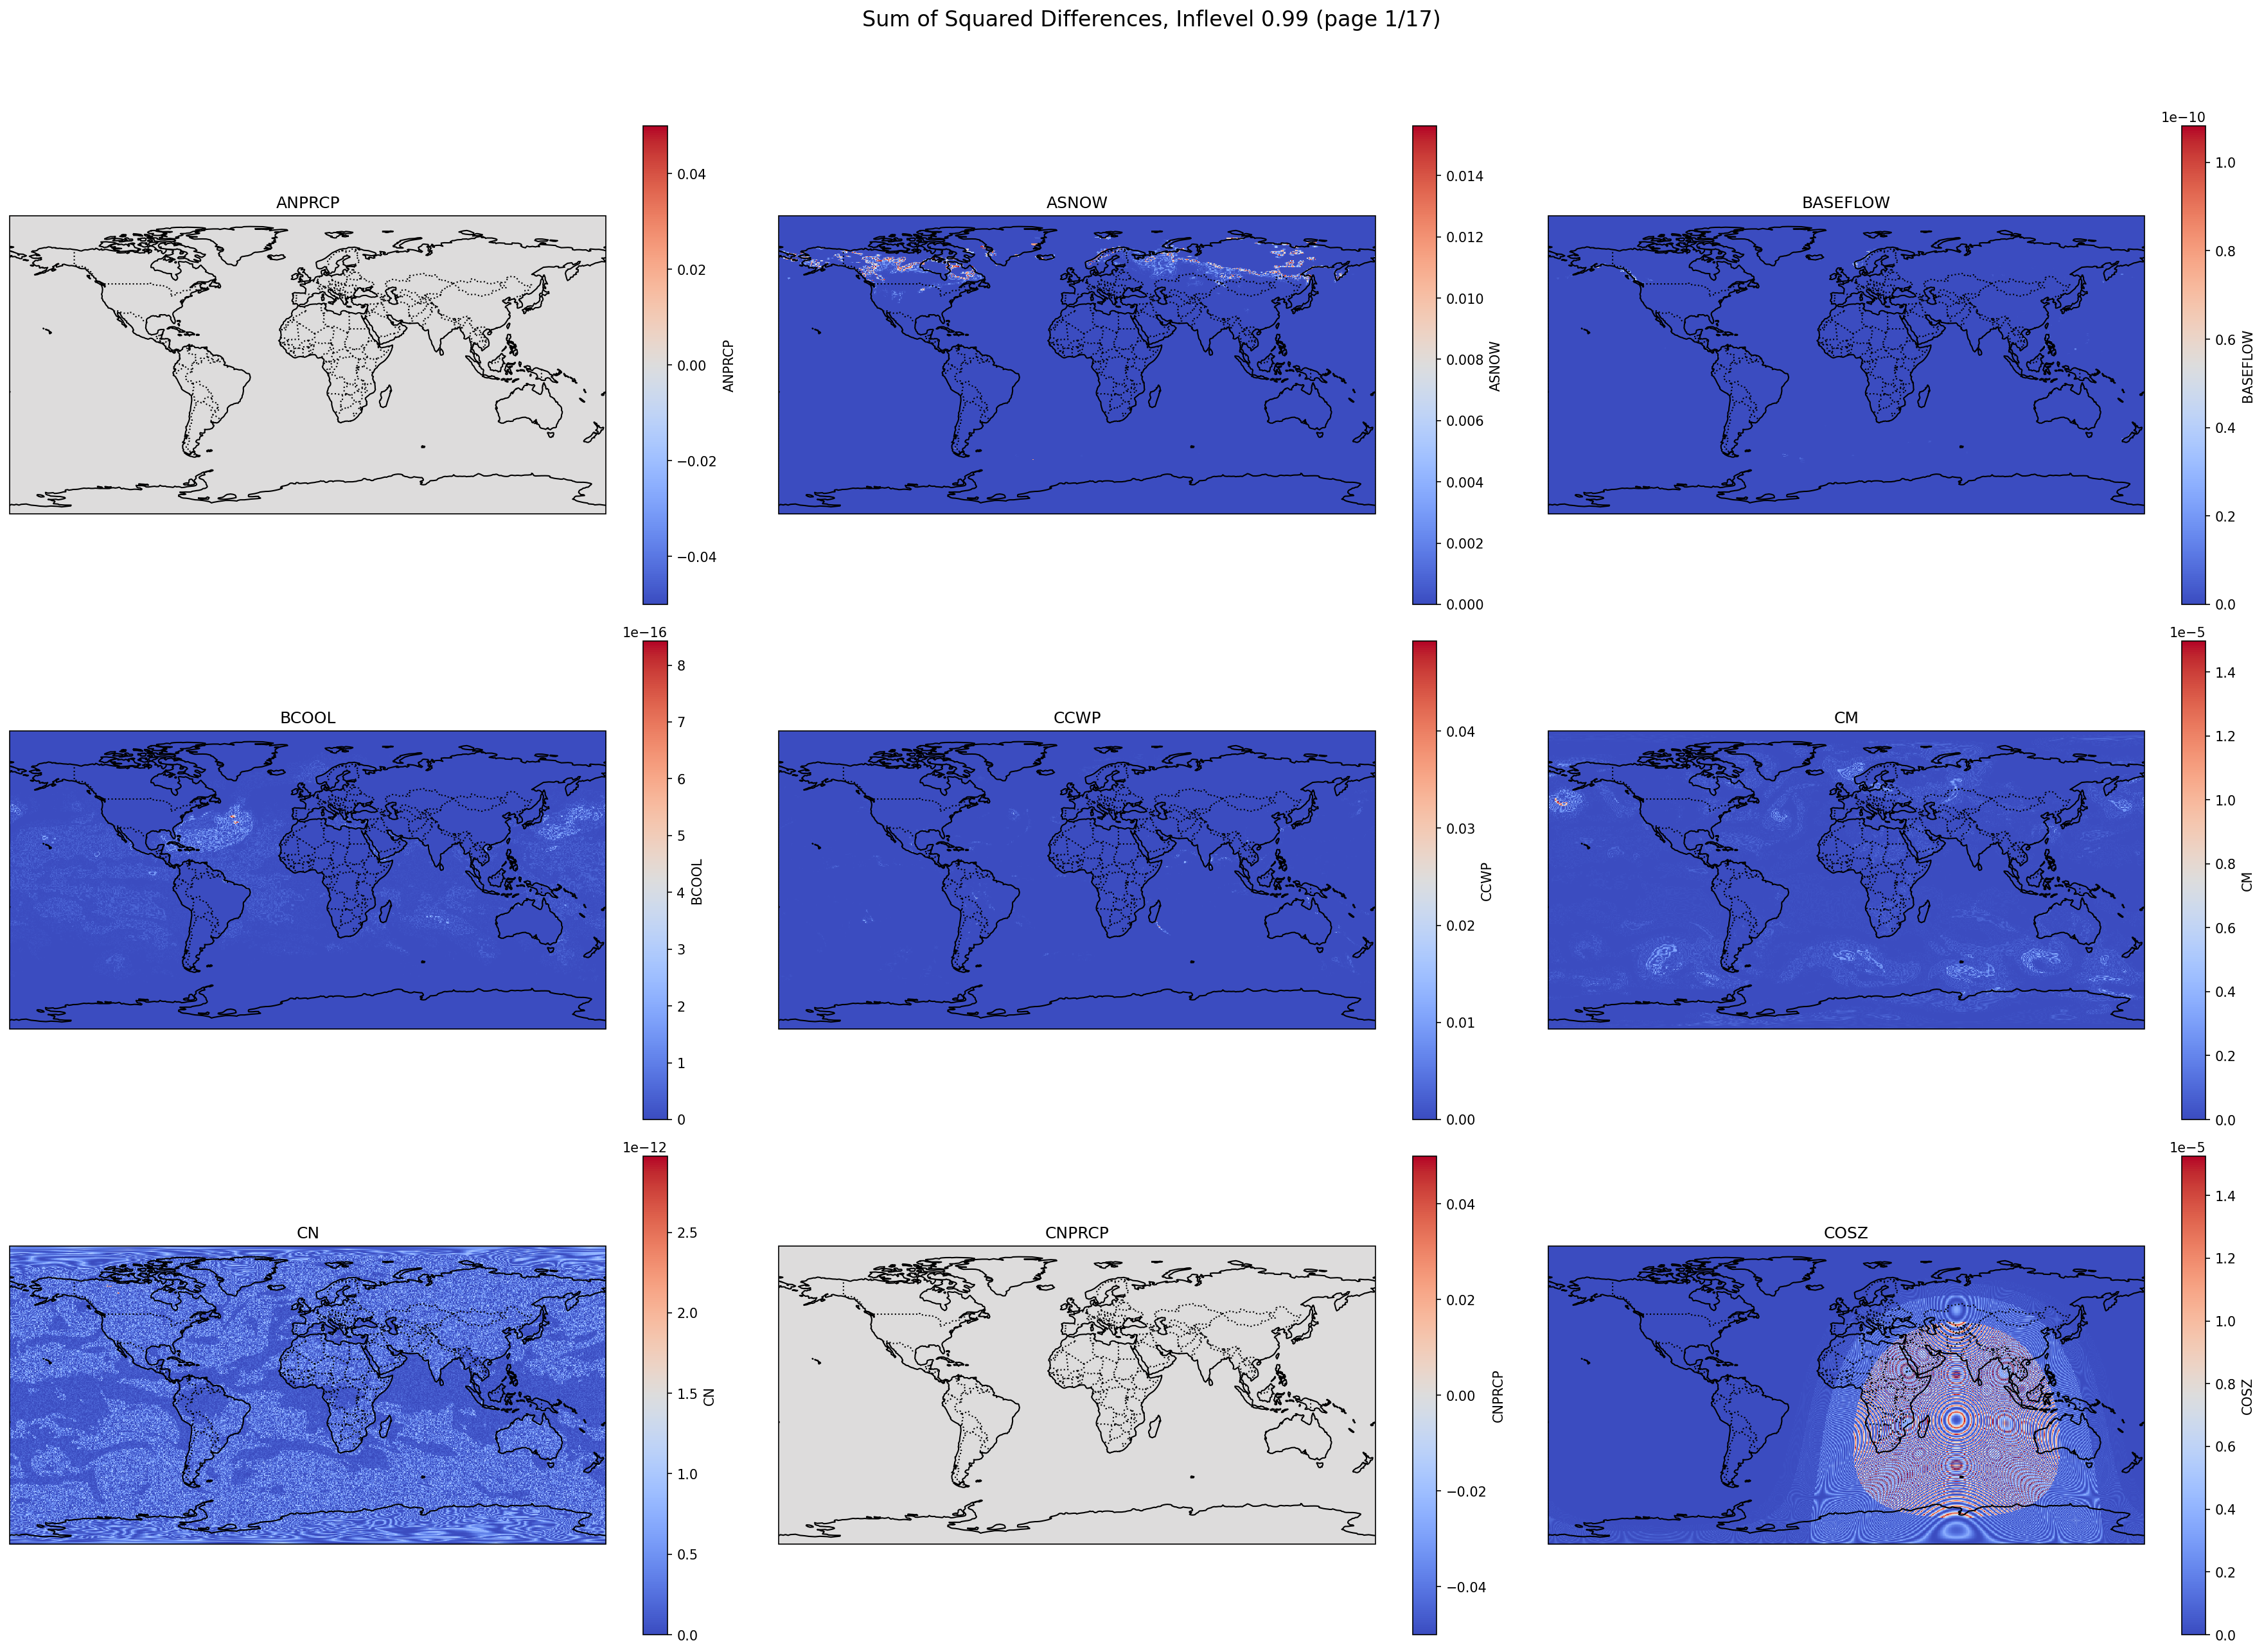 Sum of Squared Differences, Inflevel 0.99 (page 1/17)
ANPRCP
0.04
0.02
0.00
−0.02
−0.04
ANPRCP
ASNOW
0.014
0.012
0.010
0.008
0.006
0.004
0.002
0.000
ASNOW
BASEFLOW
1e−10
1.0
0.8
0.6
0.4
0.2
0.0
BASEFLOW
BCOOL
1e−16
8
7
6
5
4
3
2
1
0
BCOOL
CCWP
0.04
0.03
0.02
0.01
0.00
CCWP
CM
1e−5
1.4
1.2
1.0
0.8
0.6
0.4
0.2
0.0
CM
CN
1e−12
2.5
2.0
1.5
1.0
0.5
0.0
CN
CNPRCP
0.04
0.02
0.00
−0.02
−0.04
CNPRCP
COSZ
1e−5
1.4
1.2
1.0
0.8
0.6
0.4
0.2
0.0
COSZ